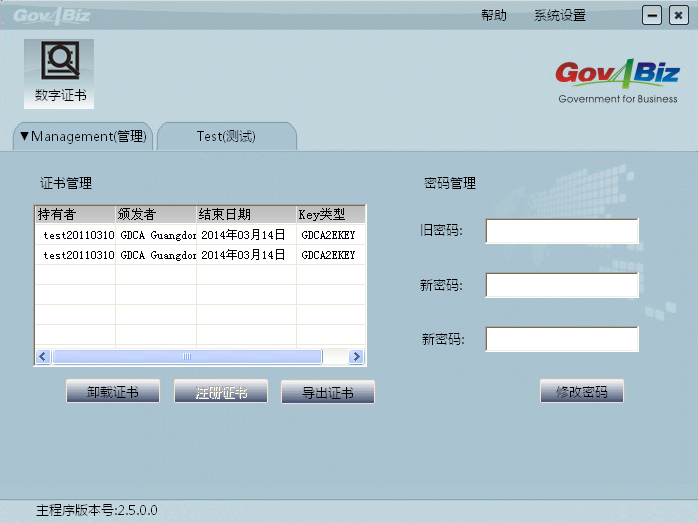 Gov4Biz
帮助 系统设置
数字证书
Gov4Biz
Government for Business
▼Management(管理) Test(测试)
证书管理 密码管理
持有者 颁发者 结束日期 Key类型
test20110310 GDCA Guangdon 2014年03月14日 GDCA2EKEY
test20110310 GDCA Guangdon 2014年03月14日 GDCA2EKEY
旧密码:
新密码:
新密码:
卸载证书 注册证书 导出证书 修改密码
主程序版本号:2.5.0.0